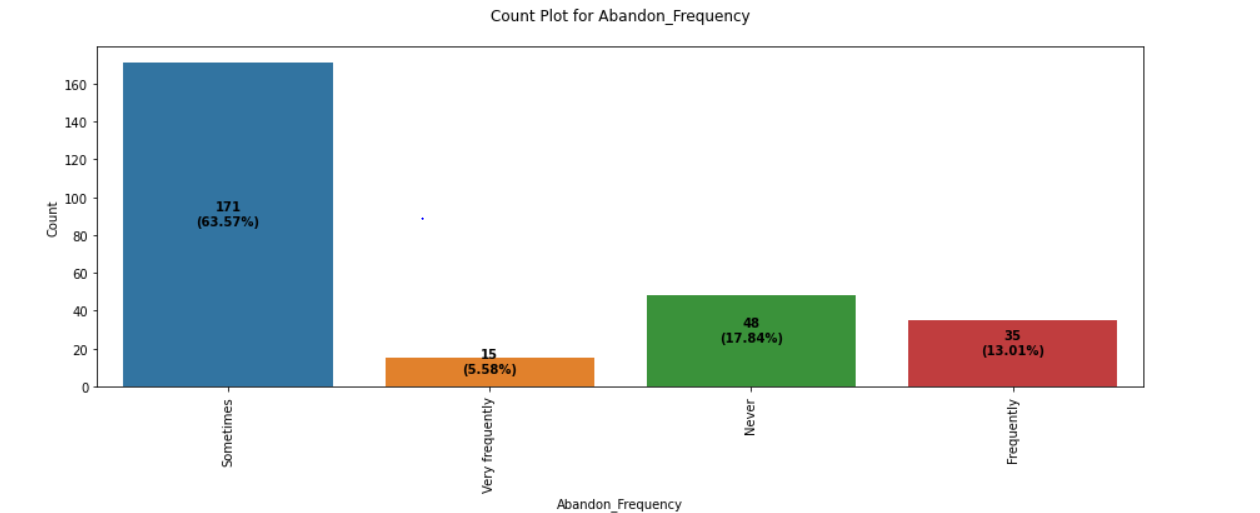 Count Plot for Abandon_Frequency
Count
160
140
120
100
80
60
40
20
0
171
(63.57%)
15
(5.58%)
48
(17.84%)
35
(13.01%)
Sometimes
Very frequently
Never
Frequently
Abandon_Frequency